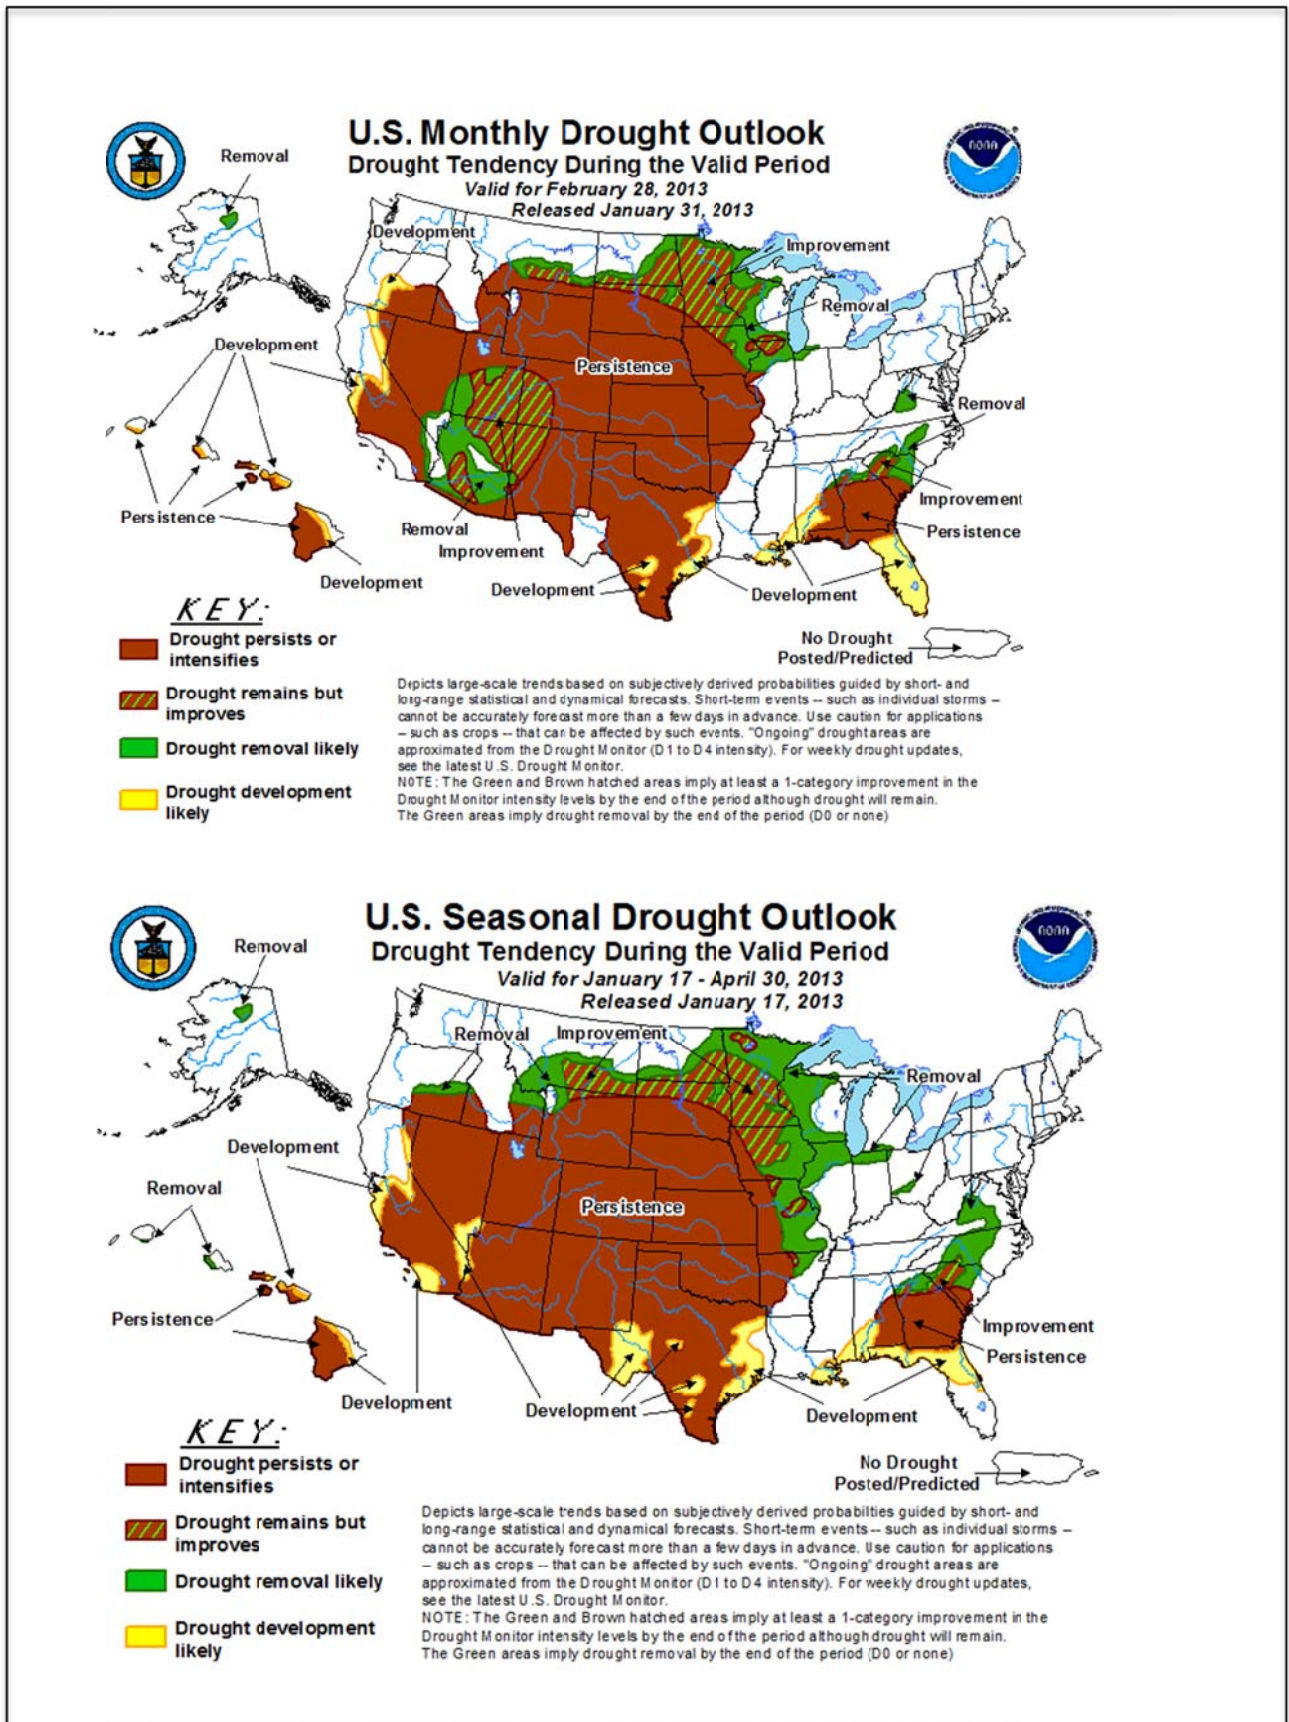 U.S. Monthly Drought Outlook
Drought Tendency During the Valid Period
Valid for February 28, 2013
Released January 31, 2013
noaa
Removal
Development
Improvement
Removal
Development
Persistence
Removal
Improvement
Persistence
Persistence
Removal
Improvement
Development
Development
Development
KEY:
Drought persists or
intensifies
Drought remains but
improves
Drought removal likely
Drought development
likely
No Drought
Posted/Predicted
Depicts large-scale trends based on subjectively derived probabilities guided by short- and
long-range statistical and dynamical forecasts. Short-term events -- such as individual storms --
cannot be accurately forecast more than a few days in advance. Use caution for applications
-- such as crops -- that can be affected by such events. "Ongoing" drought areas are
approximated from the Drought Monitor (D1 to D4 intensity). For weekly drought updates,
see the latest U.S. Drought Monitor.
NOTE: The Green and Brown hatched areas imply at least a 1-category improvement in the
Drought Monitor intensity levels by the end of the period although drought will remain.
The Green areas imply drought removal by the end of the period (D0 or none)
U.S. Seasonal Drought Outlook
Drought Tendency During the Valid Period
Valid for January 17 - April 30, 2013
Released January 17, 2013
noaa
Removal
Removal
Improvement
Removal
Development
Removal
Persistence
Persistence
Improvement
Persistence
Development
Development
Development
KEY:
Drought persists or
intensifies
Drought remains but
improves
Drought removal likely
Drought development
likely
No Drought
Posted/Predicted
Depicts large-scale trends based on subjectively derived probabilties guided by short- and
long-range statistical and dynamical forecasts. Short-term events -- such as individual storms --
cannot be accurately forecast more than a few days in advance. Use caution for applications
-- such as crops -- that can be affected by such events. "Ongoing" drought areas are
approximated from the Drought Monitor (D1 to D4 intensity). For weekly drought updates,
see the latest U.S. Drought Monitor.
NOTE: The Green and Brown hatched areas imply at least a 1-category improvement in the
Drought Monitor intensity levels by the end of the period although drought will remain.
The Green areas imply drought removal by the end of the period (D0 or none)